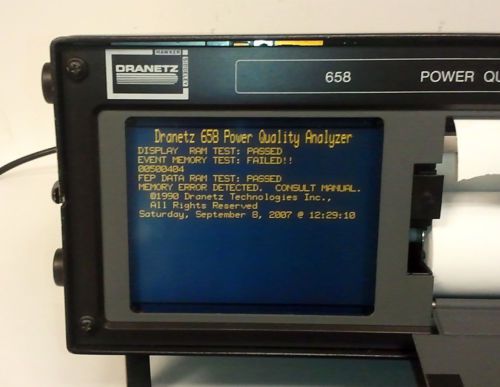 DRANETZ
658 POWER
Dranetz 658 Power Quality Analyzer
DISPLAY RAM TEST: PASSED
EVENT MEMORY TEST: FAILED!!
00500404
FEP DATA RAM TEST: PASSED
MEMORY ERROR DETECTED. CONSULT MANUAL.
©1990 Dranetz Technologies Inc.,
All Rights Reserved
Saturday, September 8, 2007 @ 12:29:10